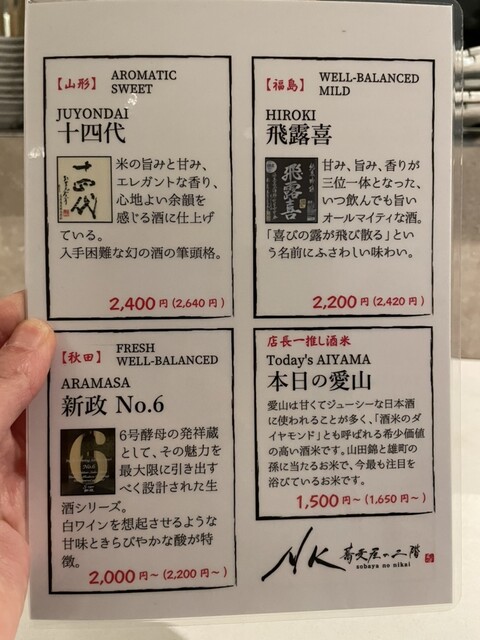 【山形】 AROMATIC
SWEET
JUYONDAI
十四代
十四代
米の旨みと甘み、
エレガントな香り、
心地よい余韻を
感じる酒に仕上げ
ている。
入手困難な幻の酒の筆頭格。
2,400円(2,640円)
【福島】 WELL-BALANCED
MILD
HIROKI
飛露喜
飛露喜
甘み、旨み、香りが
三位一体となった、
いつ飲んでも旨い
オールマイティな酒。
「喜びの露が飛び散る」とい
う名前にふさわしい味わい。
2,200円(2,420円)
【秋田】 FRESH
WELL-BALANCED
ARAMASA
新政 No.6
6
No.6
6号酵母の発祥蔵
として、その魅力を
最大限に引き出す
べく設計された生
酒シリーズ。
白ワインを想起させるような
甘味ときらびやかな酸が特
徴。
2,000円~(2,200円~)
店長一推し酒米
Today's AIYAMA
本日の愛山
愛山は甘くてジューシーな日本酒
に使われることが多く、「酒米のダ
イヤモンド」とも呼ばれる希少価値
の高い酒米です。山田錦と雄町の
孫に当たるお米で、今最も注目を
浴びているお米です。
1,500円~(1,650円~)
NK 蕎麦屋の二階
sobaya no nikai